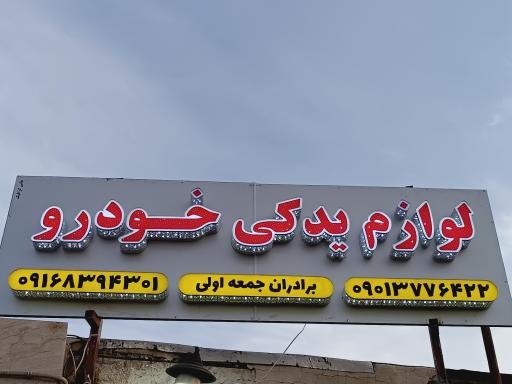 لوازم یدکی خودرو
۰۹۰۱۳۷۷۶۴۲۲ برادران جمعه اولی ۰۹۱۶۸۳۹۴۳۰۱